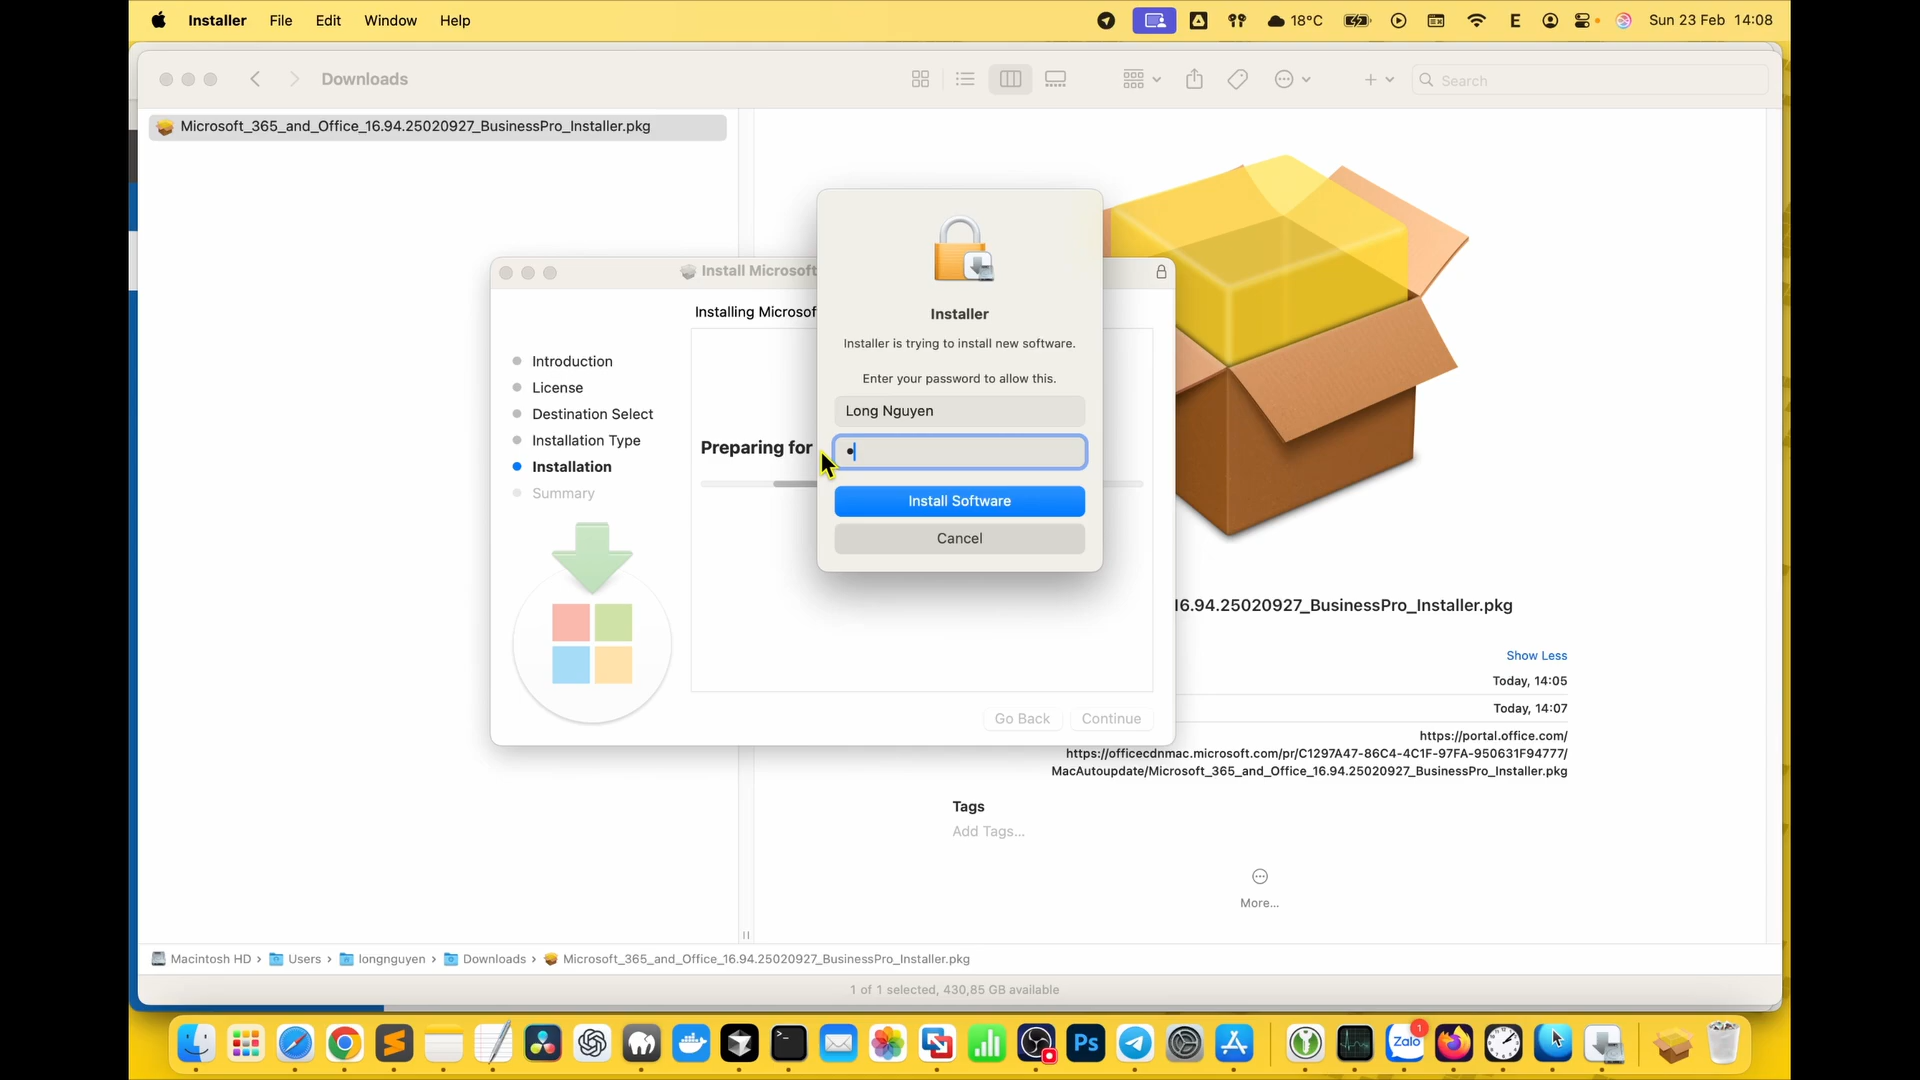 Installer File Edit Window Help 18°C E Sun 23 Feb 14:08
Downloads
Search
Microsoft_365_and_Office_16.94.25020927_BusinessPro_Installer.pkg
Install Microsoft
Installing Microsof
Introduction
License
Destination Select
Installation Type
Installation
Summary
Preparing for
Go Back Continue
Installer
Installer is trying to install new software.
Enter your password to allow this.
Long Nguyen
Install Software
Cancel
16.94.25020927_BusinessPro_Installer.pkg
Show Less
Today, 14:05
Today, 14:07
https://portal.office.com/
https://officecdnmac.microsoft.com/pr/C1297A47-86C4-4C1F-97FA-950631F94777/
MacAutoupdate/Microsoft_365_and_Office_16.94.25020927_BusinessPro_Installer.pkg
Tags
Add Tags...
More...
Macintosh HD › Users › longnguyen › Downloads › Microsoft_365_and_Office_16.94.25020927_BusinessPro_Installer.pkg
1 of 1 selected, 430,85 GB available
Ps
Zalo
1